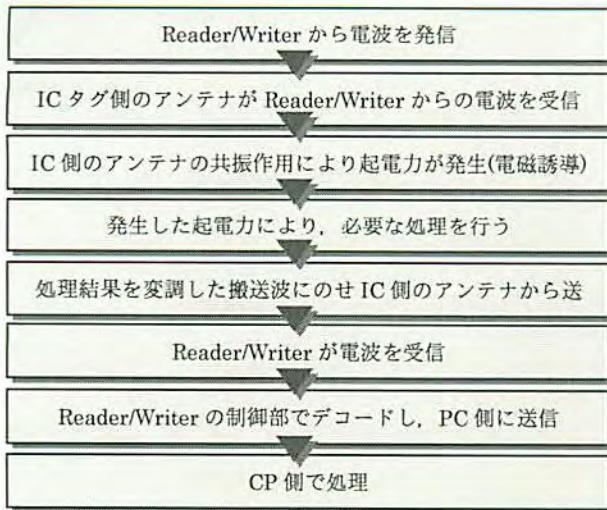 Reader/Writer から電波を発信
IC タグ側のアンテナが Reader/Writer からの電波を受信
IC 側のアンテナの共振作用により起電力が発生(電磁誘導)
発生した起電力により，必要な処理を行う
処理結果を変調した搬送波にのせ IC 側のアンテナから送
Reader/Writer が電波を受信
Reader/Writer の制御部でデコードし，PC 側に送信
CP 側で処理